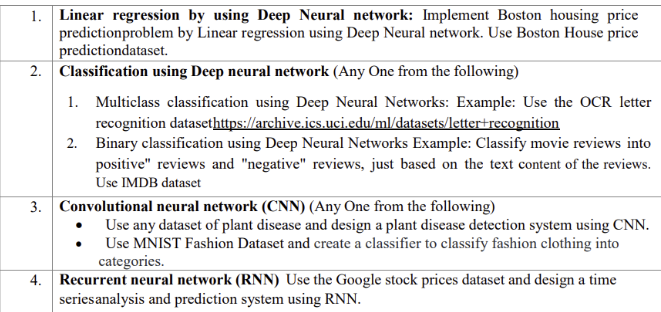 1. Linear regression by using Deep Neural network: Implement Boston housing price
predictionproblem by Linear regression using Deep Neural network. Use Boston House price
predictiondataset.
2. Classification using Deep neural network (Any One from the following)
1. Multiclass classification using Deep Neural Networks: Example: Use the OCR letter
recognition datasethttps://archive.ics.uci.edu/ml/datasets/letter+recognition
2. Binary classification using Deep Neural Networks Example: Classify movie reviews into
positive" reviews and "negative" reviews, just based on the text content of the reviews.
Use IMDB dataset
3. Convolutional neural network (CNN) (Any One from the following)
• Use any dataset of plant disease and design a plant disease detection system using CNN.
• Use MNIST Fashion Dataset and create a classifier to classify fashion clothing into
categories.
4. Recurrent neural network (RNN) Use the Google stock prices dataset and design a time
seriesanalysis and prediction system using RNN.